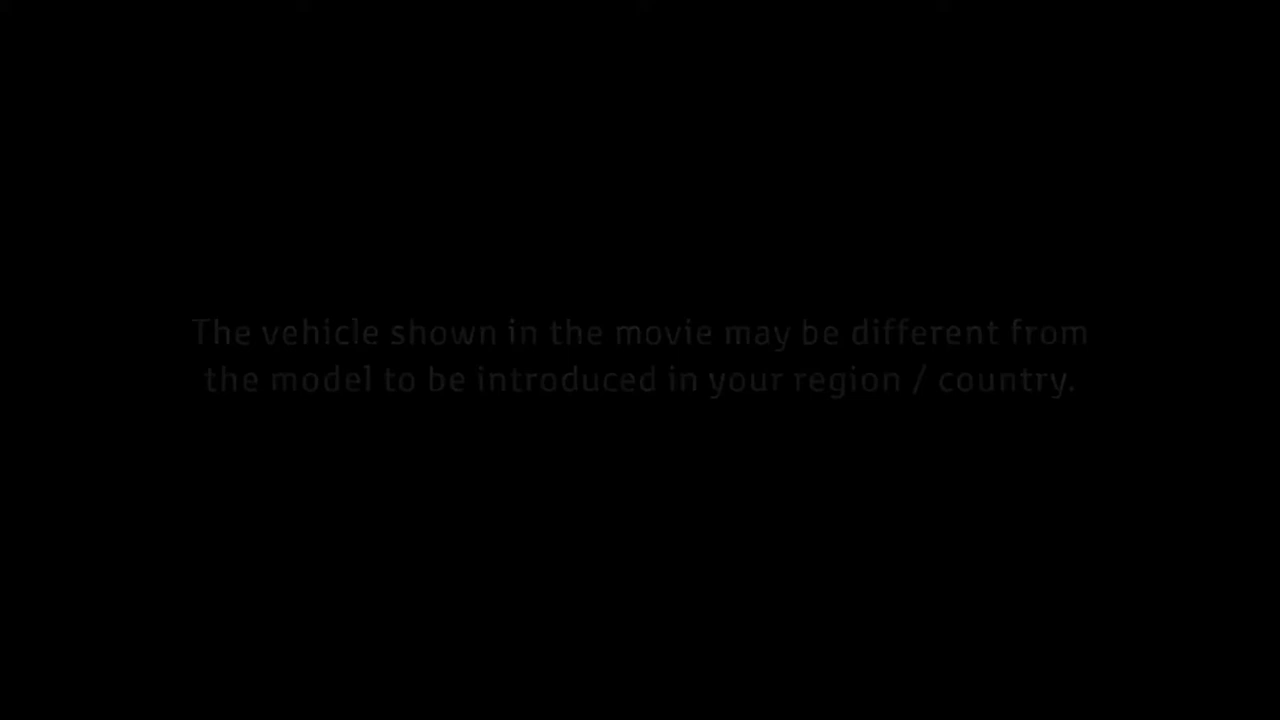 The vehicle shown in the movie may be different from
the model to be introduced in your region / country.